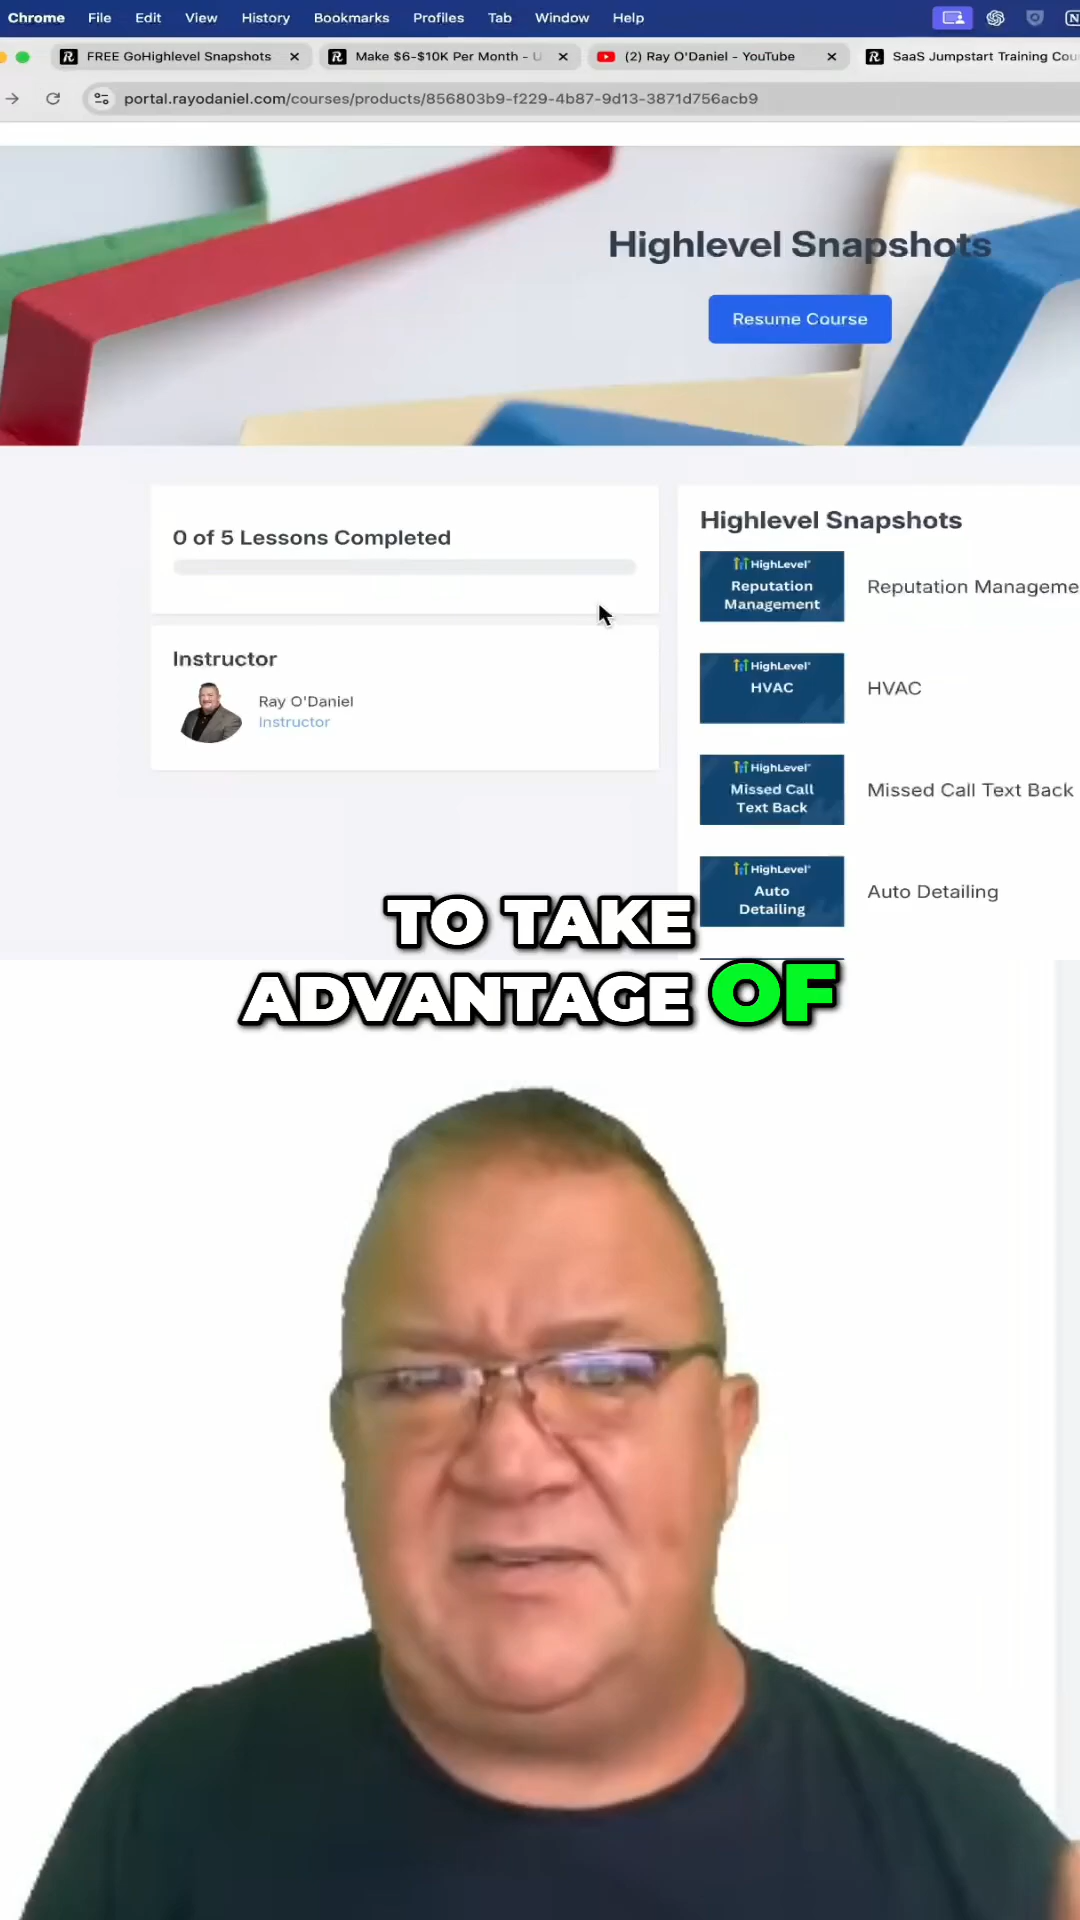 Chrome File Edit View History Bookmarks Profiles Tab Window Help
FREE GoHighlevel Snapshots
Make $6-$10K Per Month - U
(2) Ray O'Daniel - YouTube
SaaS Jumpstart Training Cou
portal.rayodaniel.com/courses/products/856803b9-f229-4b87-9d13-3871d756acb9
Highlevel Snapshots
Resume Course
0 of 5 Lessons Completed
Instructor
Ray O'Daniel
Instructor
Highlevel Snapshots
HighLevel
Reputation
Management
Reputation Manageme
HighLevel
HVAC
HVAC
HighLevel
Missed Call
Text Back
Missed Call Text Back
HighLevel
Auto
Detailing
Auto Detailing
TO TAKE
ADVANTAGE OF